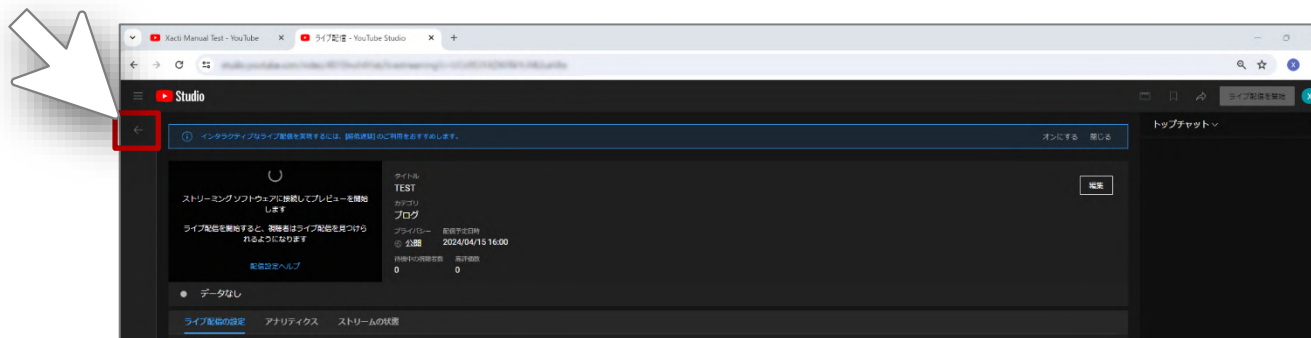 Xacti Manual Test - YouTube
ライブ配信 - YouTube Studio
Studio
ライブ配信を開始
インタラクティブなライブ配信を実現するには、[超低遅延] のご利用をおすすめします。
オンにする 閉じる
トップチャット
ストリーミング ソフトウェアに接続してプレビューを開始
します
ライブ配信を開始すると、視聴者はライブ配信を見つけら
れるようになります
配信設定ヘルプ
タイトル
TEST
カテゴリ
ブログ
プライバシー 配信予定日時
公開 2024/04/15 16:00
待機中の視聴者数 高評価数
0 0
編集
データなし
ライブ配信の設定 アナリティクス ストリームの状態